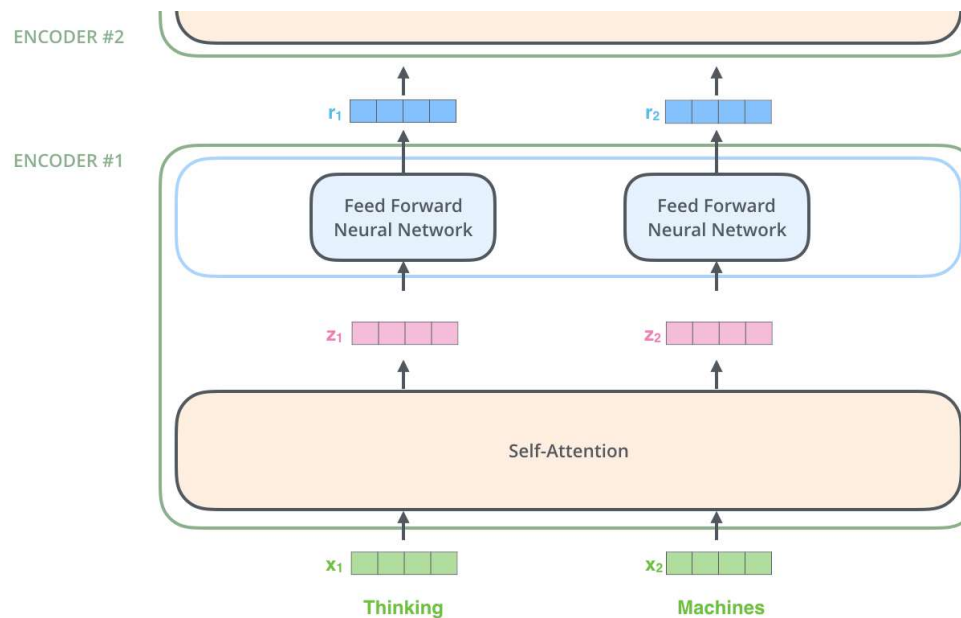 ENCODER #2
r₁
r₂
ENCODER #1
Feed Forward
Neural Network
Feed Forward
Neural Network
z₁
z₂
Self-Attention
x₁
x₂
Thinking
Machines